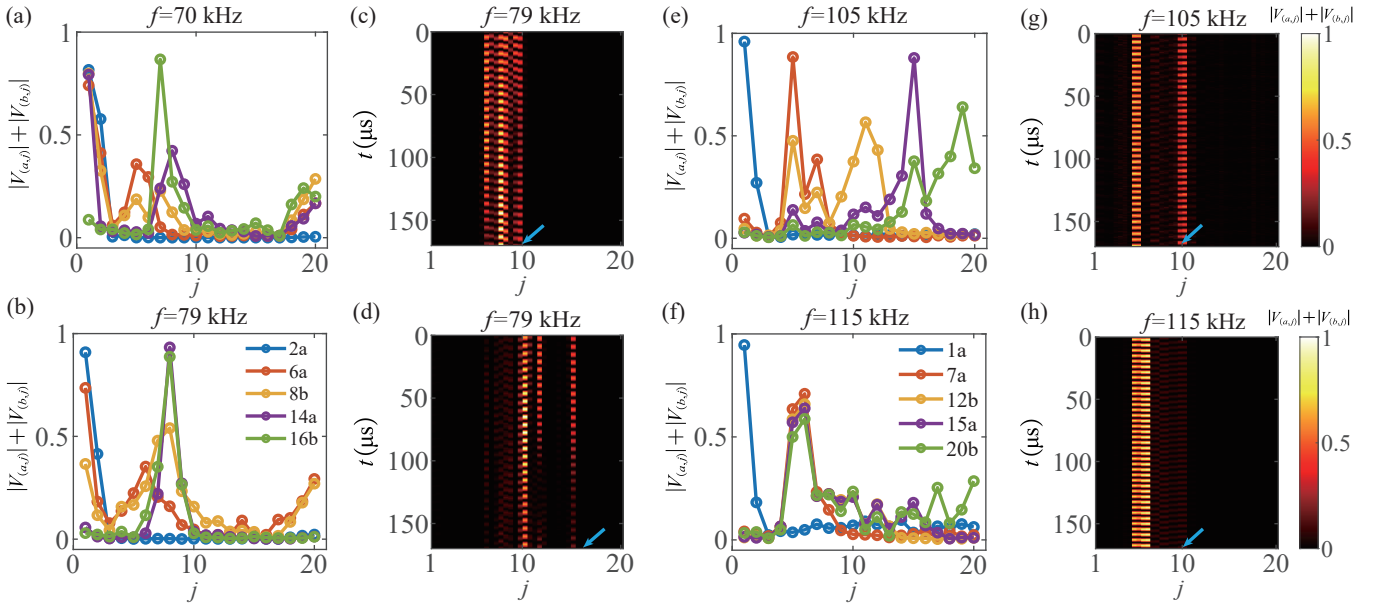 (a)
f=70 kHz
|V(a,j)| + |V(b,j)|
1
0.5
0
0 10 20
j
(c)
f=79 kHz
t (μs)
0
50
100
150
1 10 20
j
(e)
f=105 kHz
|V(a,j)| + |V(b,j)|
1
0.5
0
0 10 20
j
(g)
f=105 kHz
|V(a,j)|+|V(b,j)|
t (μs)
0
50
100
150
1 10 20
j
1
0.5
0
(b)
f=79 kHz
|V(a,j)| + |V(b,j)|
1
0.5
0
0 10 20
j
2a
6a
8b
14a
16b
(d)
f=79 kHz
t (μs)
0
50
100
150
1 10 20
j
(f)
f=115 kHz
|V(a,j)| + |V(b,j)|
1
0.5
0
0 10 20
j
1a
7a
12b
15a
20b
(h)
f=115 kHz
|V(a,j)|+|V(b,j)|
t (μs)
0
50
100
150
1 10 20
j
1
0.5
0